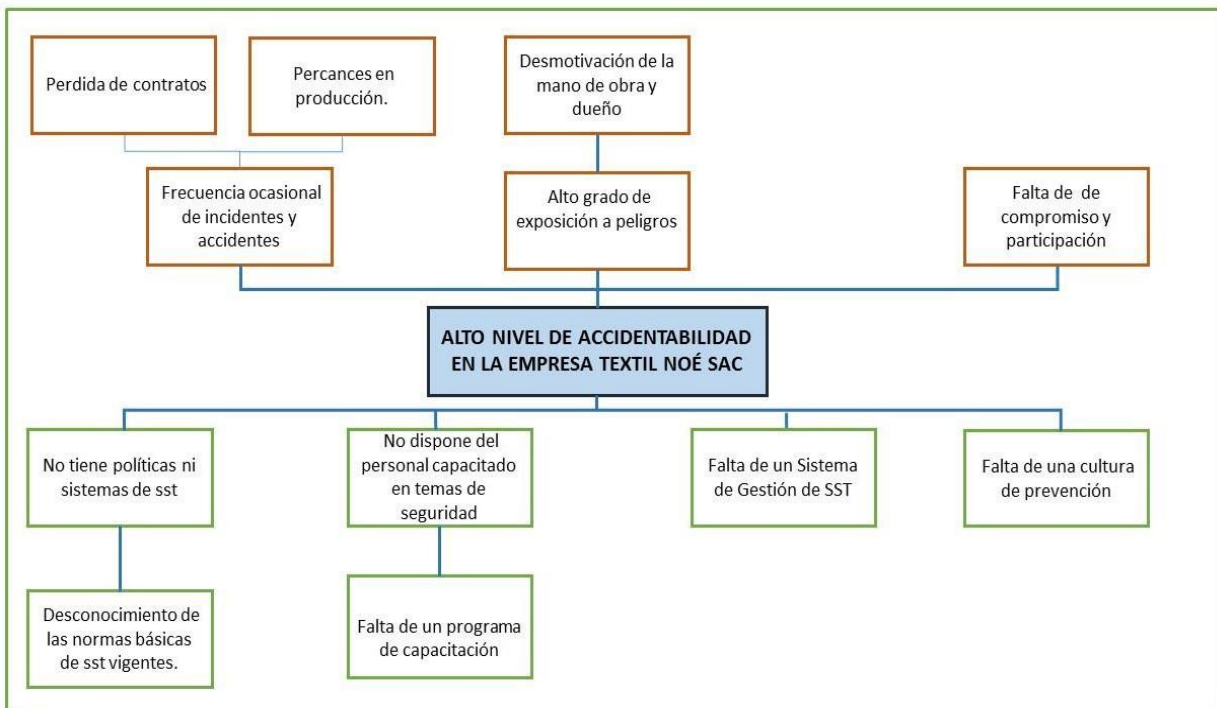 Perdida de contratos
Percances en
producción.
Desmotivación de la
mano de obra y
dueño
Frecuencia ocasional
de incidentes y
accidentes
Alto grado de
exposición a peligros
Falta de de
compromiso y
participación
ALTO NIVEL DE ACCIDENTABILIDAD
EN LA EMPRESA TEXTIL NOÉ SAC
No tiene políticas ni
sistemas de sst
No dispone del
personal capacitado
en temas de
seguridad
Falta de un Sistema
de Gestión de SST
Falta de una cultura
de prevención
Desconocimiento de
las normas básicas
de sst vigentes.
Falta de un programa
de capacitación